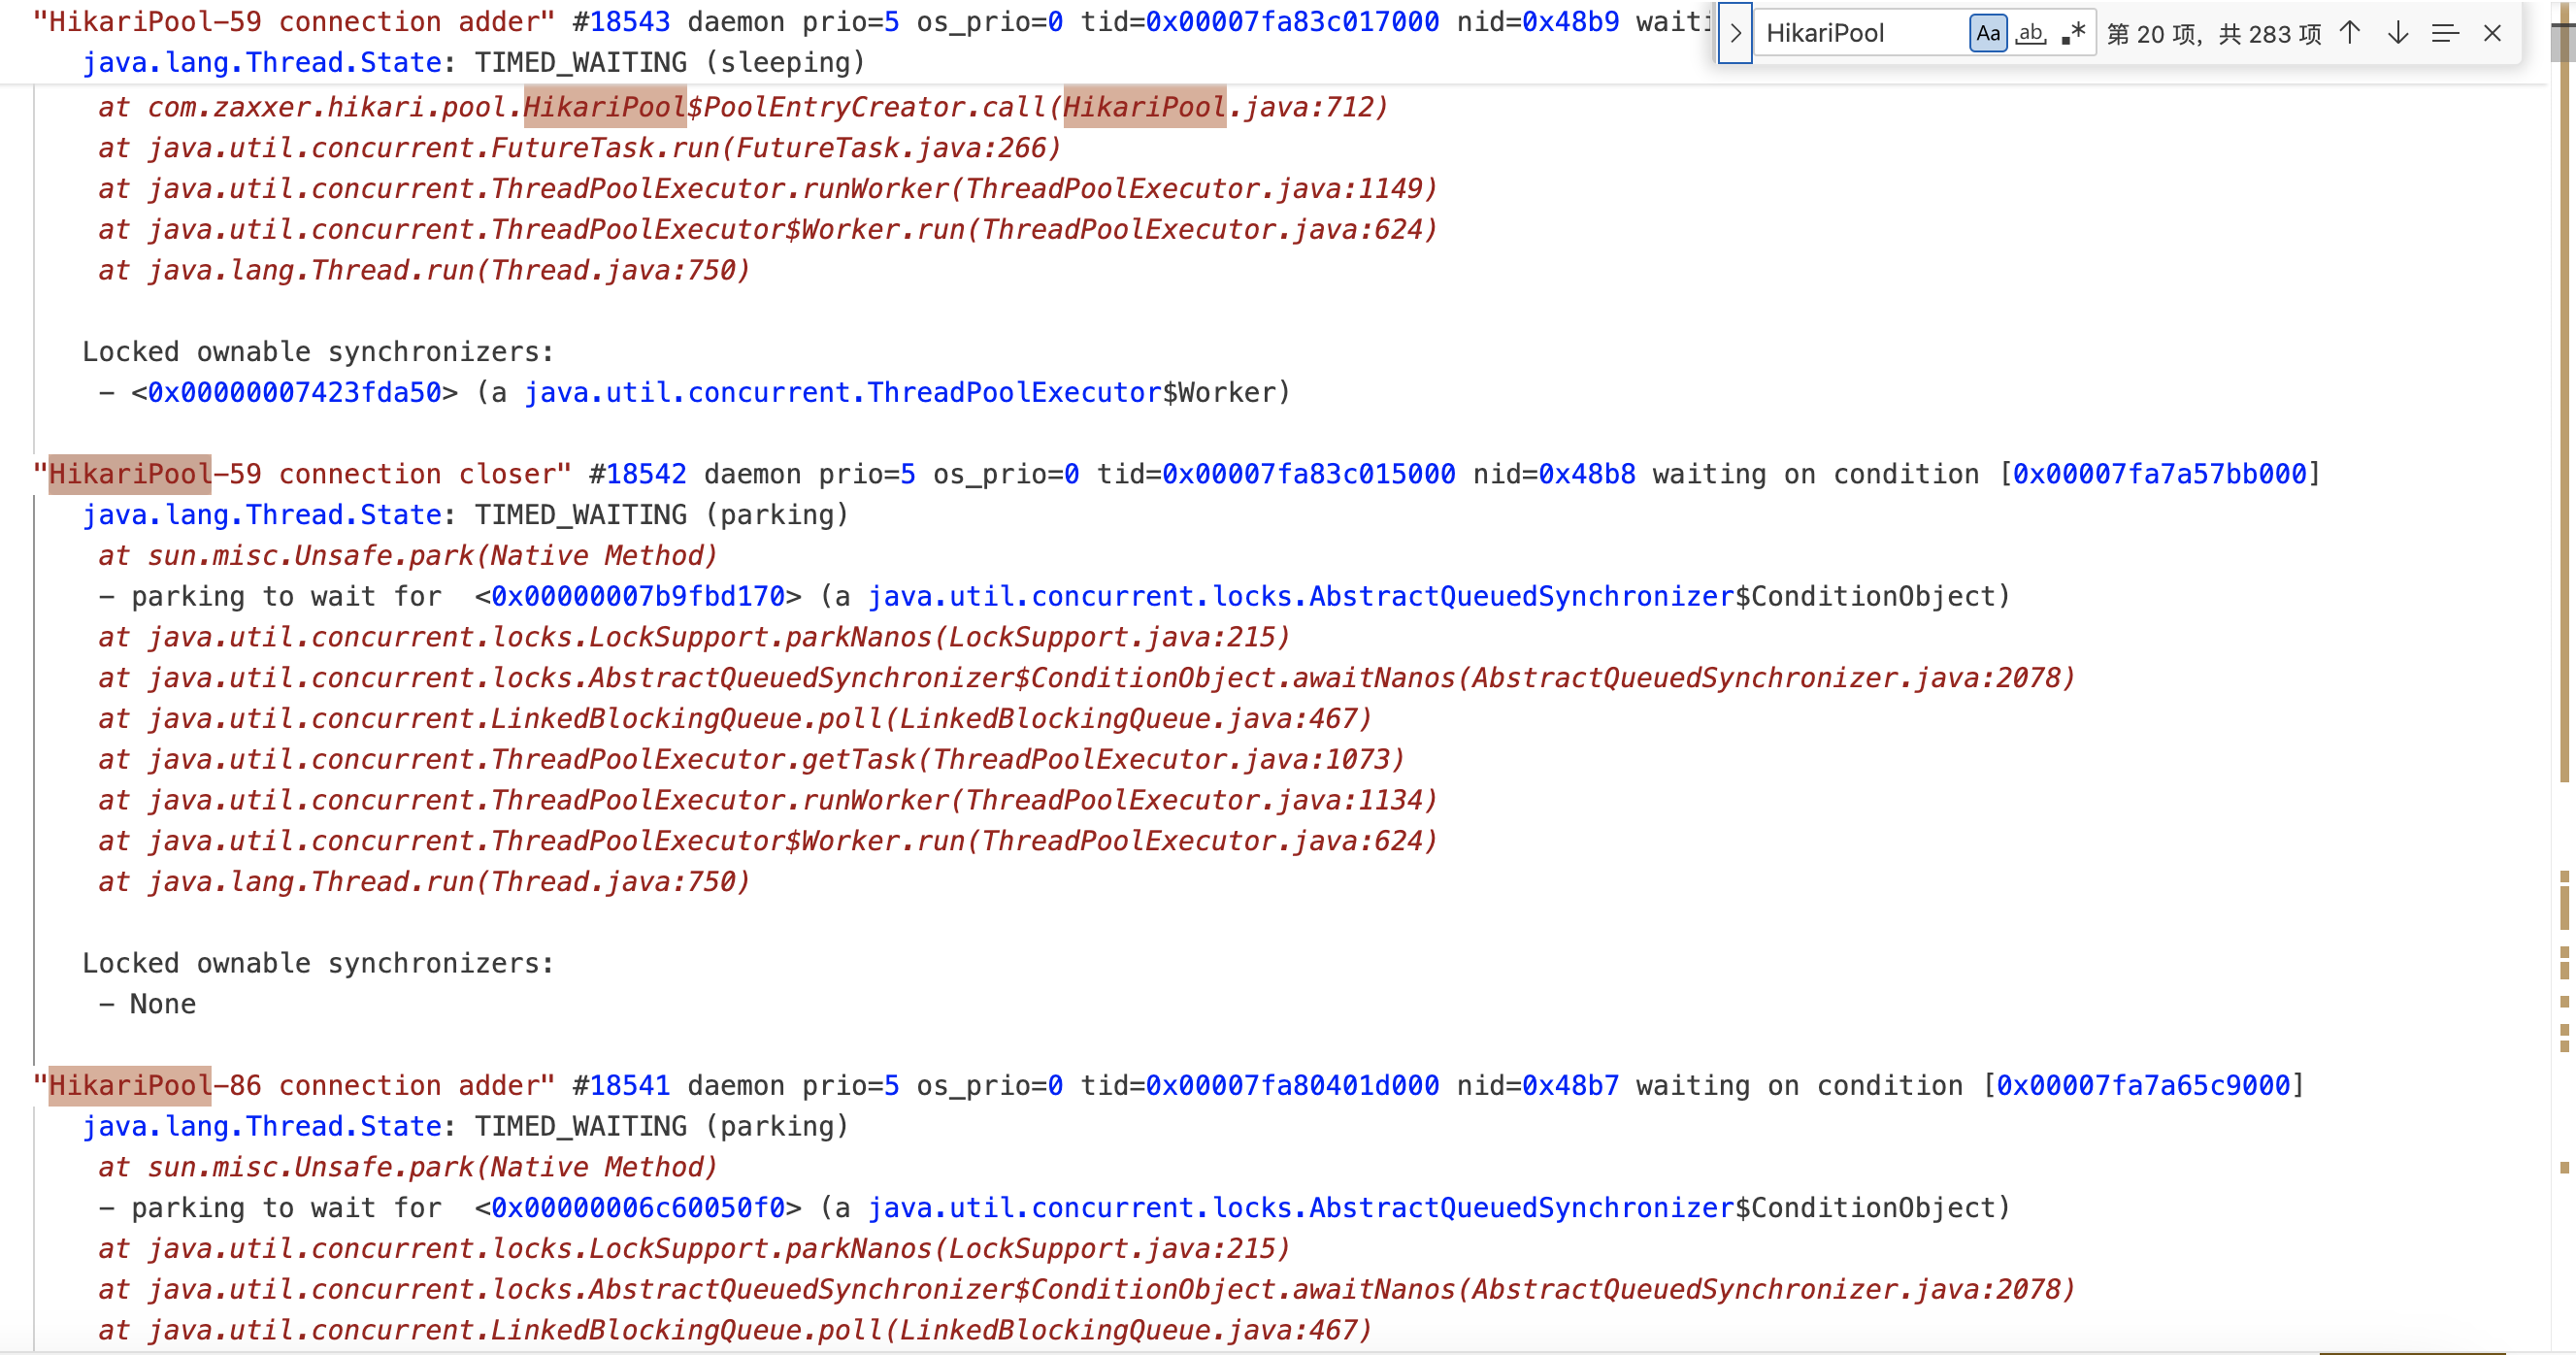 "HikariPool-59 connection adder" #18543 daemon prio=5 os_prio=0 tid=0x00007fa83c017000 nid=0x48b9 waiti
HikariPool Aa ab .* 第 20 项，共 283 项
java.lang.Thread.State: TIMED_WAITING (sleeping)
at com.zaxxer.hikari.pool.HikariPool$PoolEntryCreator.call(HikariPool.java:712)
at java.util.concurrent.FutureTask.run(FutureTask.java:266)
at java.util.concurrent.ThreadPoolExecutor.runWorker(ThreadPoolExecutor.java:1149)
at java.util.concurrent.ThreadPoolExecutor$Worker.run(ThreadPoolExecutor.java:624)
at java.lang.Thread.run(Thread.java:750)
Locked ownable synchronizers:
- <0x00000007423fda50> (a java.util.concurrent.ThreadPoolExecutor$Worker)
"HikariPool-59 connection closer" #18542 daemon prio=5 os_prio=0 tid=0x00007fa83c015000 nid=0x48b8 waiting on condition [0x00007fa7a57bb000]
java.lang.Thread.State: TIMED_WAITING (parking)
at sun.misc.Unsafe.park(Native Method)
- parking to wait for  <0x00000007b9fbd170> (a java.util.concurrent.locks.AbstractQueuedSynchronizer$ConditionObject)
at java.util.concurrent.locks.LockSupport.parkNanos(LockSupport.java:215)
at java.util.concurrent.locks.AbstractQueuedSynchronizer$ConditionObject.awaitNanos(AbstractQueuedSynchronizer.java:2078)
at java.util.concurrent.LinkedBlockingQueue.poll(LinkedBlockingQueue.java:467)
at java.util.concurrent.ThreadPoolExecutor.getTask(ThreadPoolExecutor.java:1073)
at java.util.concurrent.ThreadPoolExecutor.runWorker(ThreadPoolExecutor.java:1134)
at java.util.concurrent.ThreadPoolExecutor$Worker.run(ThreadPoolExecutor.java:624)
at java.lang.Thread.run(Thread.java:750)
Locked ownable synchronizers:
- None
"HikariPool-86 connection adder" #18541 daemon prio=5 os_prio=0 tid=0x00007fa80401d000 nid=0x48b7 waiting on condition [0x00007fa7a65c9000]
java.lang.Thread.State: TIMED_WAITING (parking)
at sun.misc.Unsafe.park(Native Method)
- parking to wait for  <0x00000006c60050f0> (a java.util.concurrent.locks.AbstractQueuedSynchronizer$ConditionObject)
at java.util.concurrent.locks.LockSupport.parkNanos(LockSupport.java:215)
at java.util.concurrent.locks.AbstractQueuedSynchronizer$ConditionObject.awaitNanos(AbstractQueuedSynchronizer.java:2078)
at java.util.concurrent.LinkedBlockingQueue.poll(LinkedBlockingQueue.java:467)